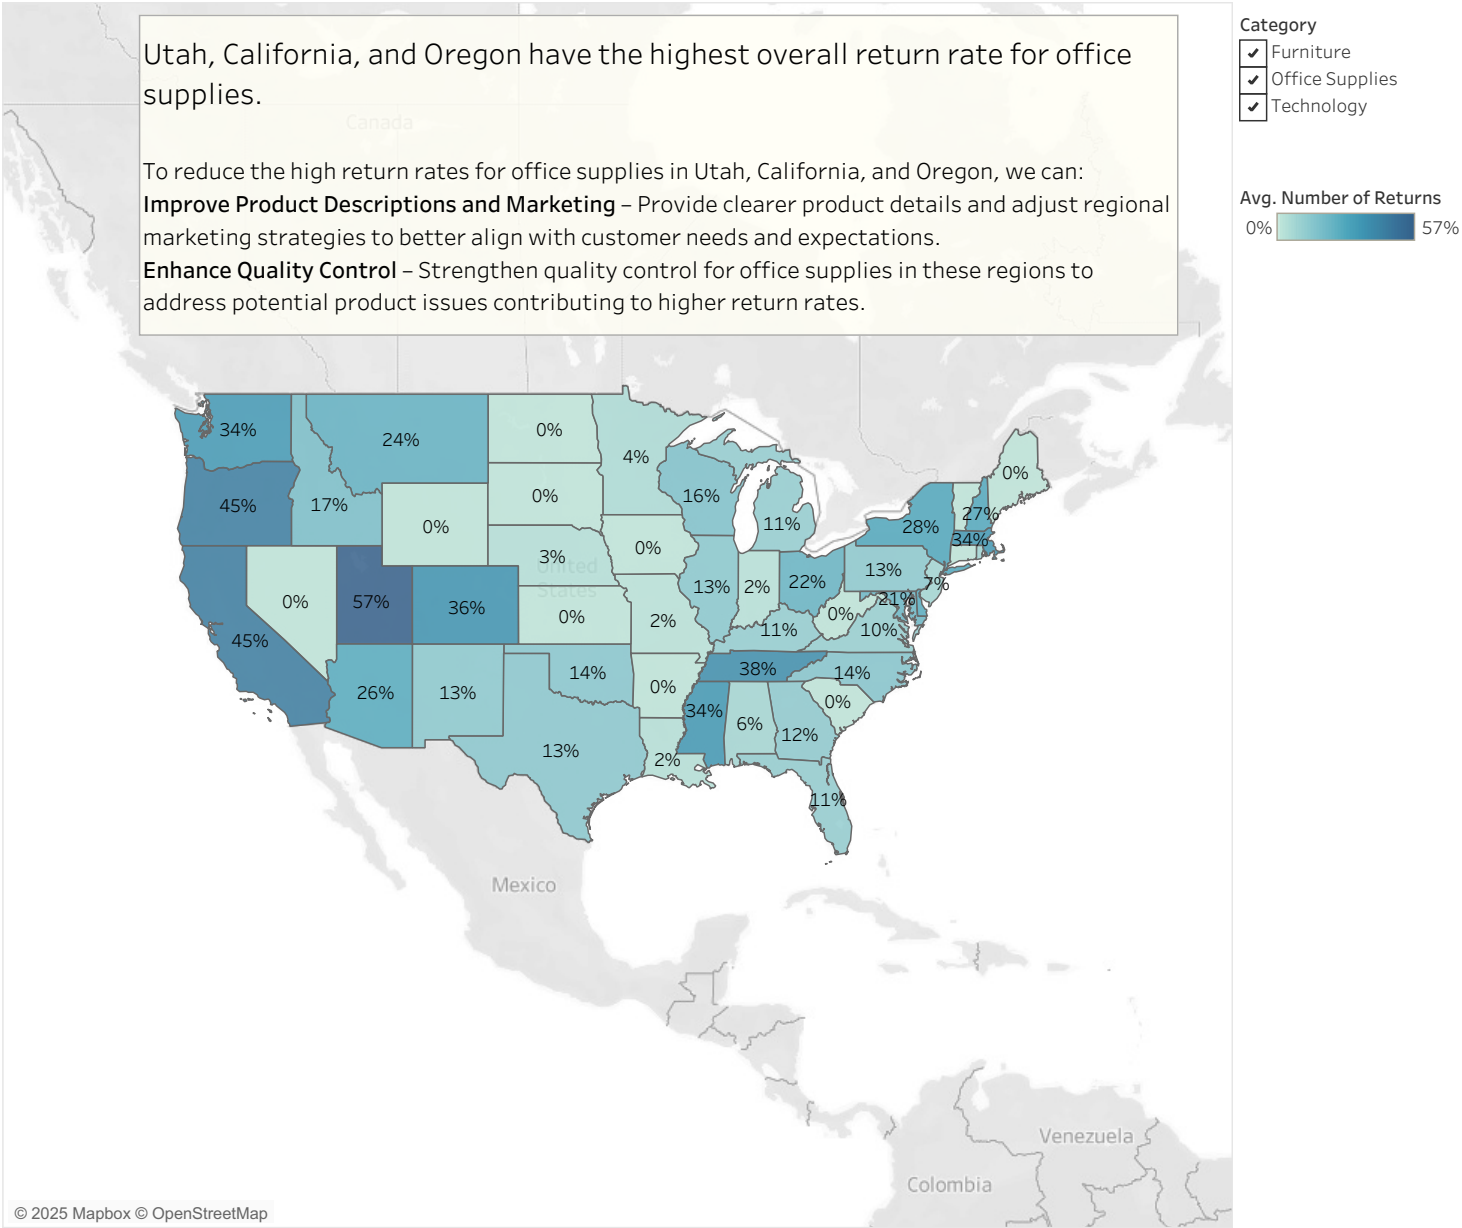 Utah, California, and Oregon have the highest overall return rate for office
supplies.
Canada
To reduce the high return rates for office supplies in Utah, California, and Oregon, we can:
Improve Product Descriptions and Marketing – Provide clearer product details and adjust regional
marketing strategies to better align with customer needs and expectations.
Enhance Quality Control – Strengthen quality control for office supplies in these regions to
address potential product issues contributing to higher return rates.
Category
Furniture
Office Supplies
Technology
Avg. Number of Returns
0% 57%
34%
24%
0%
4%
0%
45%
17%
0%
0%
16%
11%
28%
27%
34%
0%
3%
United
States
13%
2%
22%
13%
7%
21%
0%
57%
36%
0%
2%
11%
0%
10%
45%
26%
13%
14%
0%
38%
14%
0%
34%
6%
12%
13%
2%
11%
Mexico
Venezuela
Colombia
© 2025 Mapbox © OpenStreetMap